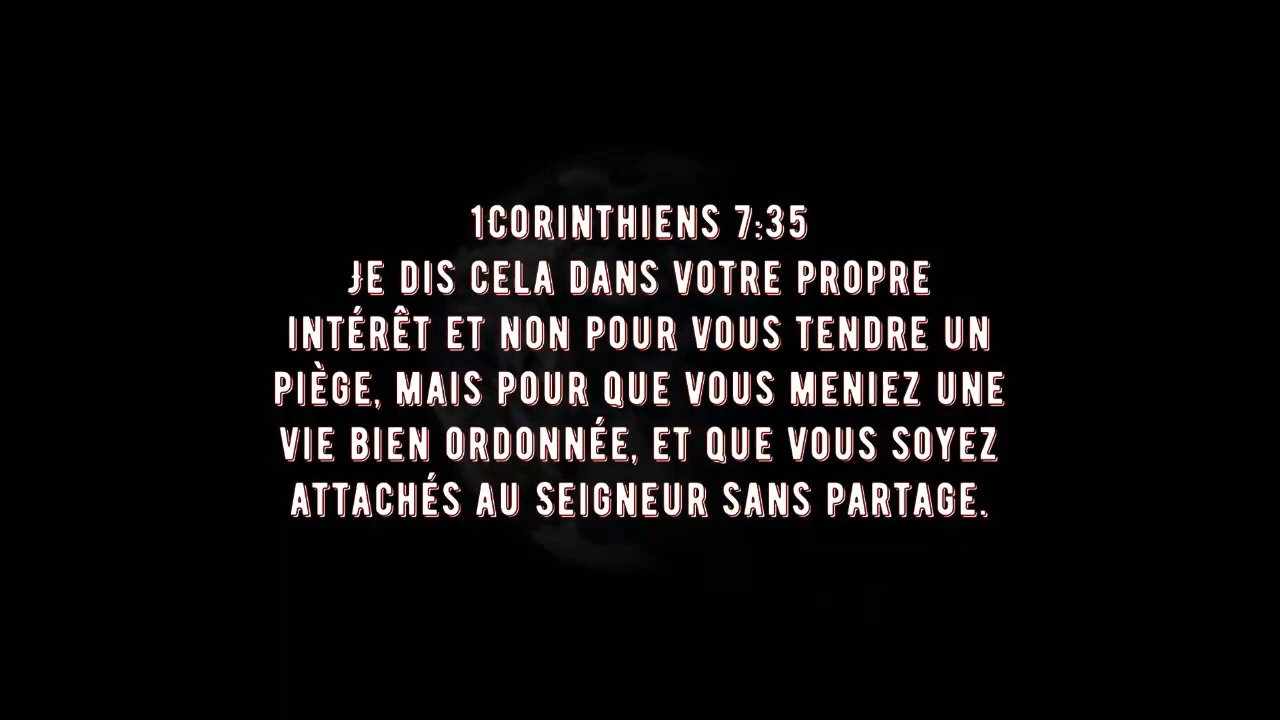 1CORINTHIENS 7:35
JE DIS CELA DANS VOTRE PROPRE
INTÉRÊT ET NON POUR VOUS TENDRE UN
PIÈGE, MAIS POUR QUE VOUS MENIEZ UNE
VIE BIEN ORDONNÉE, ET QUE VOUS SOYEZ
ATTACHÉS AU SEIGNEUR SANS PARTAGE.